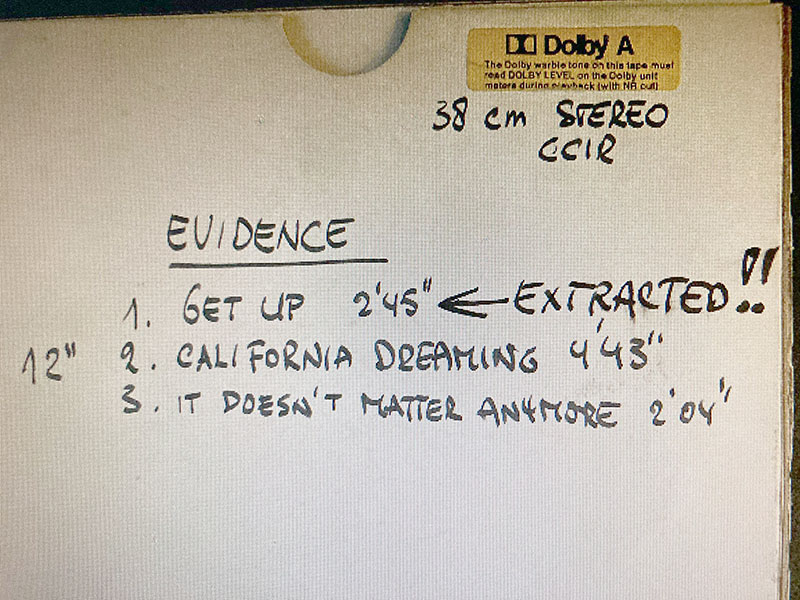 Dolby A
The Dolby warble tone on this tape must
read DOLBY LEVEL on the Dolby unit
meters during playback (with NR out)
38 cm STEREO
CCIR
EVIDENCE
1. GET UP 2'45" ← EXTRACTED!!
12" 2. CALIFORNIA DREAMING 4'43"
3. IT DOESN'T MATTER ANYMORE 2'04"